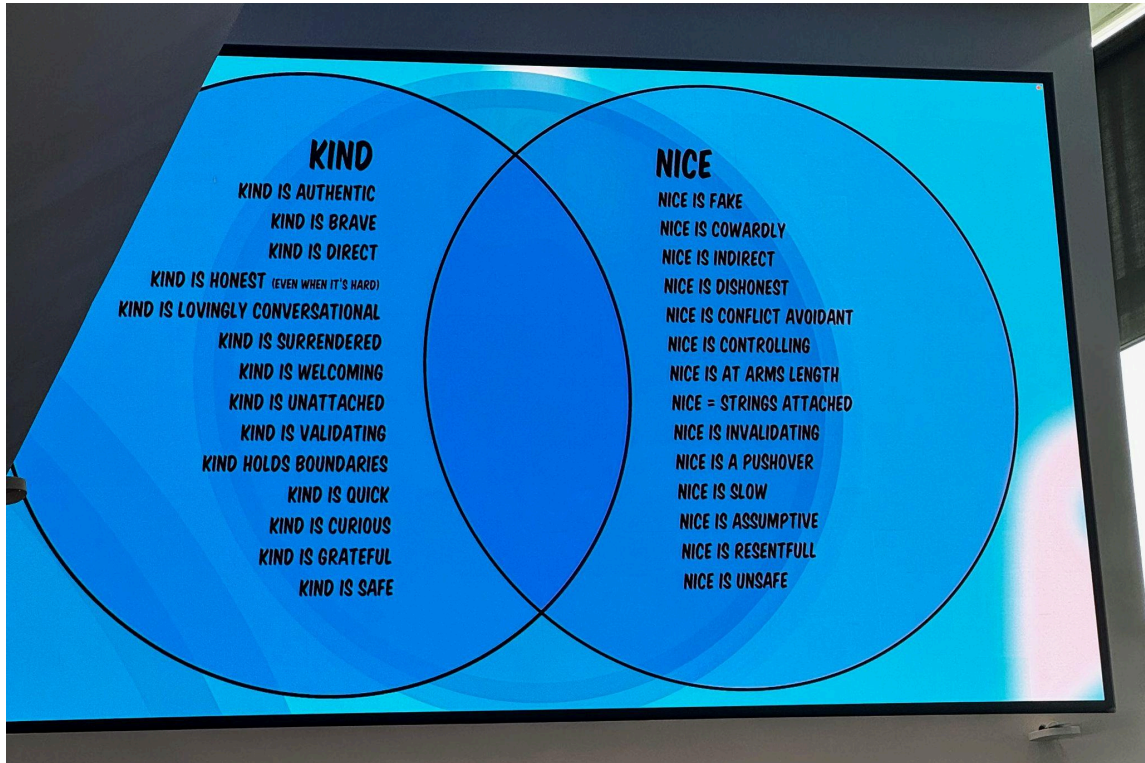 KIND
KIND IS AUTHENTIC
KIND IS BRAVE
KIND IS DIRECT
KIND IS HONEST (EVEN WHEN IT'S HARD)
KIND IS LOVINGLY CONVERSATIONAL
KIND IS SURRENDERED
KIND IS WELCOMING
KIND IS UNATTACHED
KIND IS VALIDATING
KIND HOLDS BOUNDARIES
KIND IS QUICK
KIND IS CURIOUS
KIND IS GRATEFUL
KIND IS SAFE
NICE
NICE IS FAKE
NICE IS COWARDLY
NICE IS INDIRECT
NICE IS DISHONEST
NICE IS CONFLICT AVOIDANT
NICE IS CONTROLLING
NICE IS AT ARMS LENGTH
NICE = STRINGS ATTACHED
NICE IS INVALIDATING
NICE IS A PUSHOVER
NICE IS SLOW
NICE IS ASSUMPTIVE
NICE IS RESENTFULL
NICE IS UNSAFE